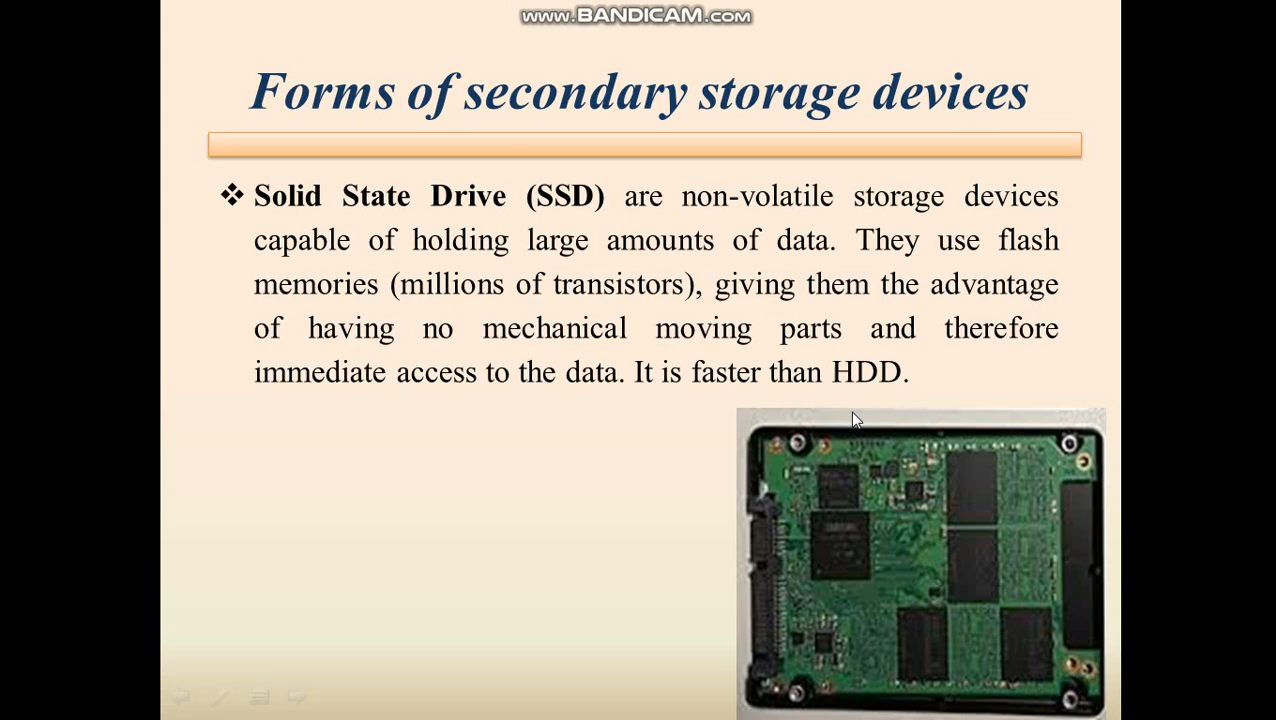 www.BANDICAM.com
Forms of secondary storage devices
❖ Solid State Drive (SSD) are non-volatile storage devices
capable of holding large amounts of data. They use flash
memories (millions of transistors), giving them the advantage
of having no mechanical moving parts and therefore
immediate access to the data. It is faster than HDD.